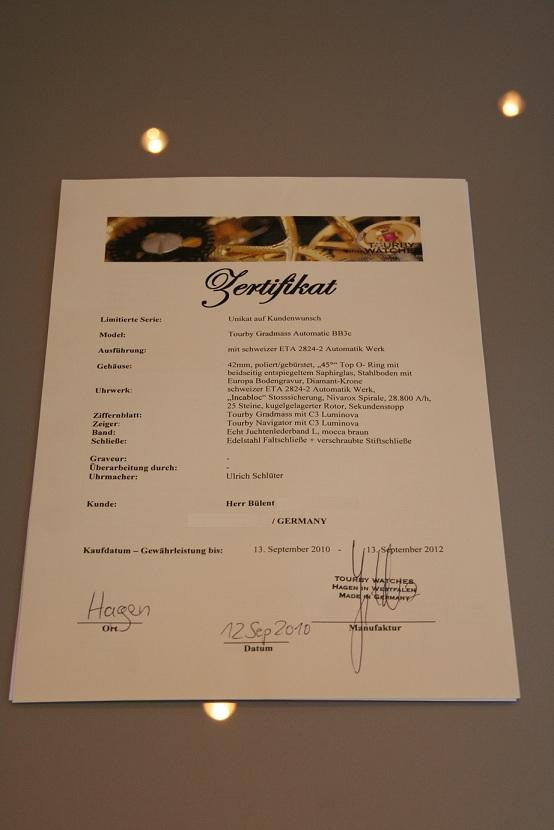 TOURBY
WATCHES
Zertifikat
Limitierte Serie: Unikat auf Kundenwunsch
Model: Tourby Gradmass Automatic BB3c
Ausführung: mit schweizer ETA 2824-2 Automatik Werk
Gehäuse: 42mm, poliert/gebürstet, „45°“ Top O- Ring mit
beidseitig entspiegeltem Saphirglas, Stahlboden mit
Europa Bodengravur, Diamant-Krone
Uhrwerk: schweizer ETA 2824-2 Automatik Werk,
„Incabloc“ Stosssicherung, Nivarox Spirale, 28.800 A/h,
25 Steine, kugelgelagerter Rotor, Sekundenstopp
Ziffernblatt: Tourby Gradmass mit C3 Luminova
Zeiger: Tourby Navigator mit C3 Luminova
Band: Echt Juchtenlederband L, mocca braun
Schließe: Edelstahl Faltschließe + verschraubte Stiftschließe
Graveur: -
Überarbeitung durch: -
Uhrmacher: Ulrich Schlüter
Kunde: Herr Bülent
/ GERMANY
Kaufdatum – Gewährleistung bis: 13. September 2010 - 13. September 2012
TOURBY WATCHES
HAGEN IN WESTFALEN
MADE IN GERMANY
Hagen
Ort
12 Sep 2010
Datum
Manufaktur